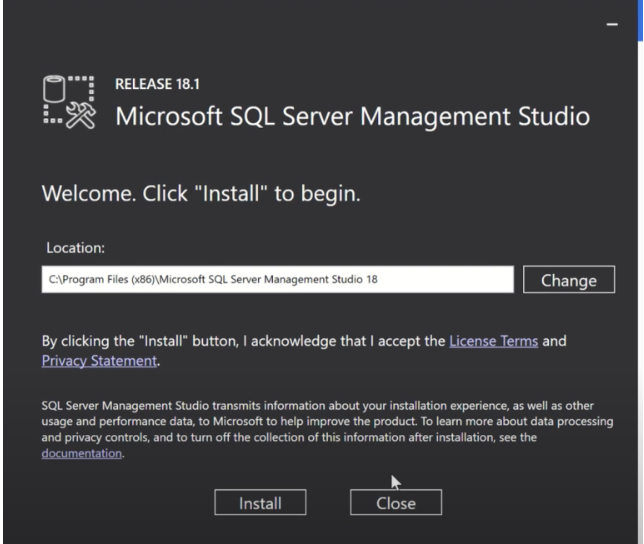 RELEASE 18.1
Microsoft SQL Server Management Studio
Welcome. Click "Install" to begin.
Location:
C:\Program Files (x86)\Microsoft SQL Server Management Studio 18
Change
By clicking the "Install" button, I acknowledge that I accept the License Terms and
Privacy Statement.
SQL Server Management Studio transmits information about your installation experience, as well as other
usage and performance data, to Microsoft to help improve the product. To learn more about data processing
and privacy controls, and to turn off the collection of this information after installation, see the
documentation.
Install
Close